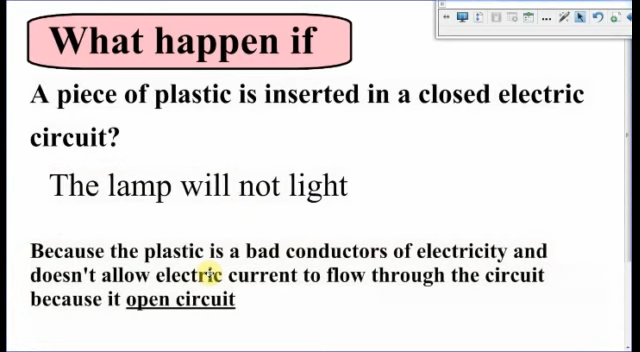 What happen if
A piece of plastic is inserted in a closed electric
circuit?
The lamp will not light
Because the plastic is a bad conductors of electricity and
doesn't allow electric current to flow through the circuit
because it open circuit